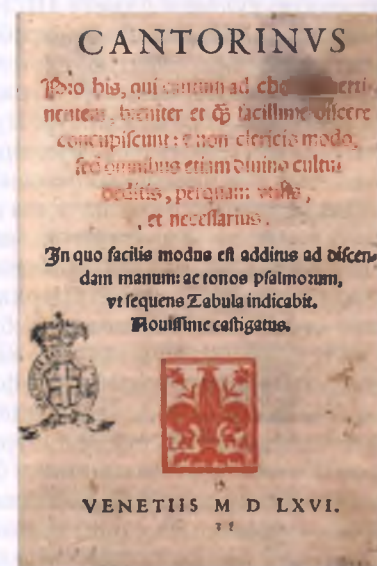 CANTORINVS
Pro his, qui cantum ad
nentem, breuiter et q̃ facillime discere
concupiscunt: ⁊ non clericis modo,
sed omnibus etiam diuino cultui
deditis, perquam vtilis,
et necessarius.
In quo facilis modus est additus ad discen-
dam manum: ac tonos psalmorum,
vt sequens Tabula indicabit.
Nouissime castigatus.
VENETIIS M D LXVI.